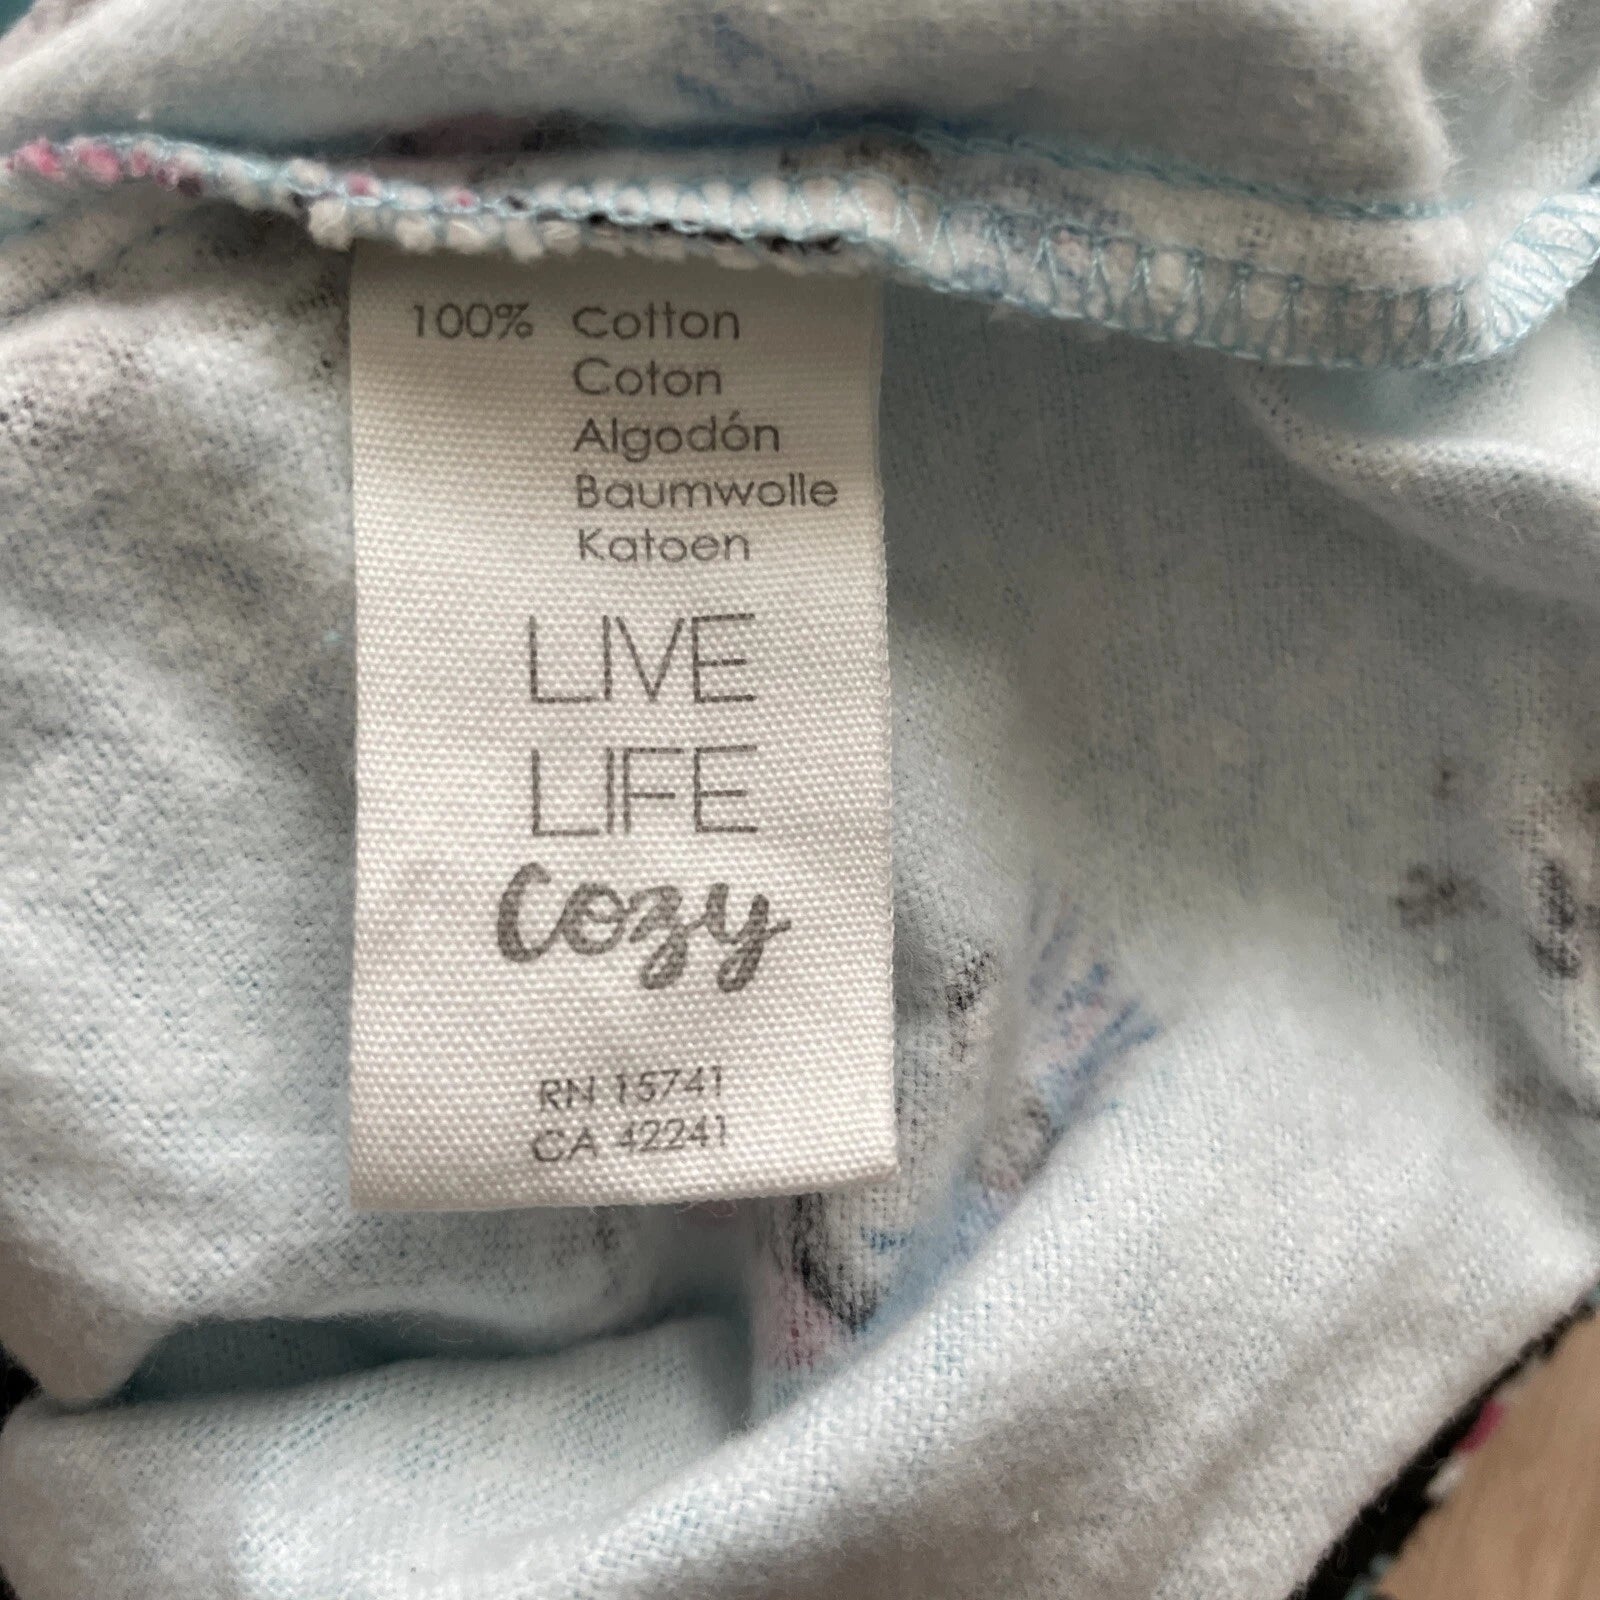 100% Cotton
Coton
Algodón
Baumwolle
Katoen
LIVE
LIFE
cozy
RN 15741
CA 42241